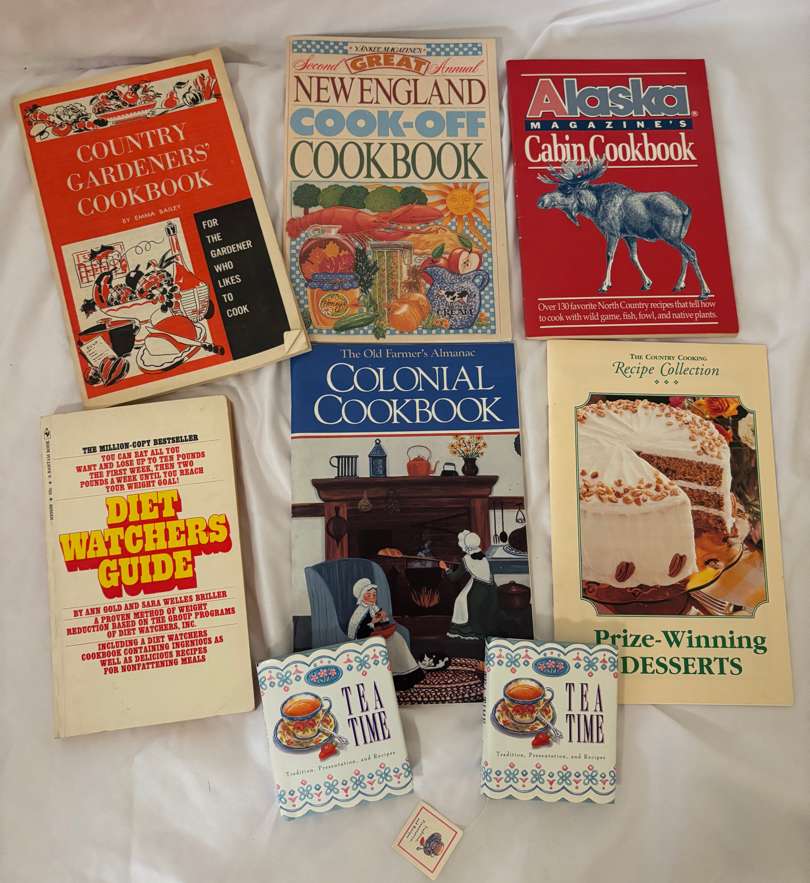 COUNTRY
GARDENERS'
COOKBOOK
BY EMMA BAILEY
FOR
THE
GARDENER
WHO
LIKES
TO
COOK
YANKEE MAGAZINE'S
Second GREAT Annual
NEW ENGLAND
COOK-OFF
COOKBOOK
Honey
CREAM
Alaska®
MAGAZINE'S
Cabin Cookbook
Over 130 favorite North Country recipes that tell how
to cook with wild game, fish, fowl, and native plants.
THE MILLION-COPY BESTSELLER
YOU CAN EAT ALL YOU
WANT AND LOSE UP TO TEN POUNDS
THE FIRST WEEK, THEN TWO
POUNDS A WEEK UNTIL YOU REACH
YOUR WEIGHT GOAL!
DIET
WATCHERS
GUIDE
BY ANN GOLD AND SARA WELLES BRILLER
A PROVEN METHOD OF WEIGHT
REDUCTION BASED ON THE GROUP PROGRAMS
OF DIET WATCHERS, INC.
INCLUDING A DIET WATCHERS
COOKBOOK CONTAINING INGENIOUS AS
WELL AS DELICIOUS RECIPES
FOR NONFATTENING MEALS
The Old Farmer's Almanac
COLONIAL
COOKBOOK
THE COUNTRY COOKING
Recipe Collection
Prize-Winning
DESSERTS
TEA
TIME
Tradition, Presentation, and Recipes
TEA
TIME
Tradition, Presentation, and Recipes